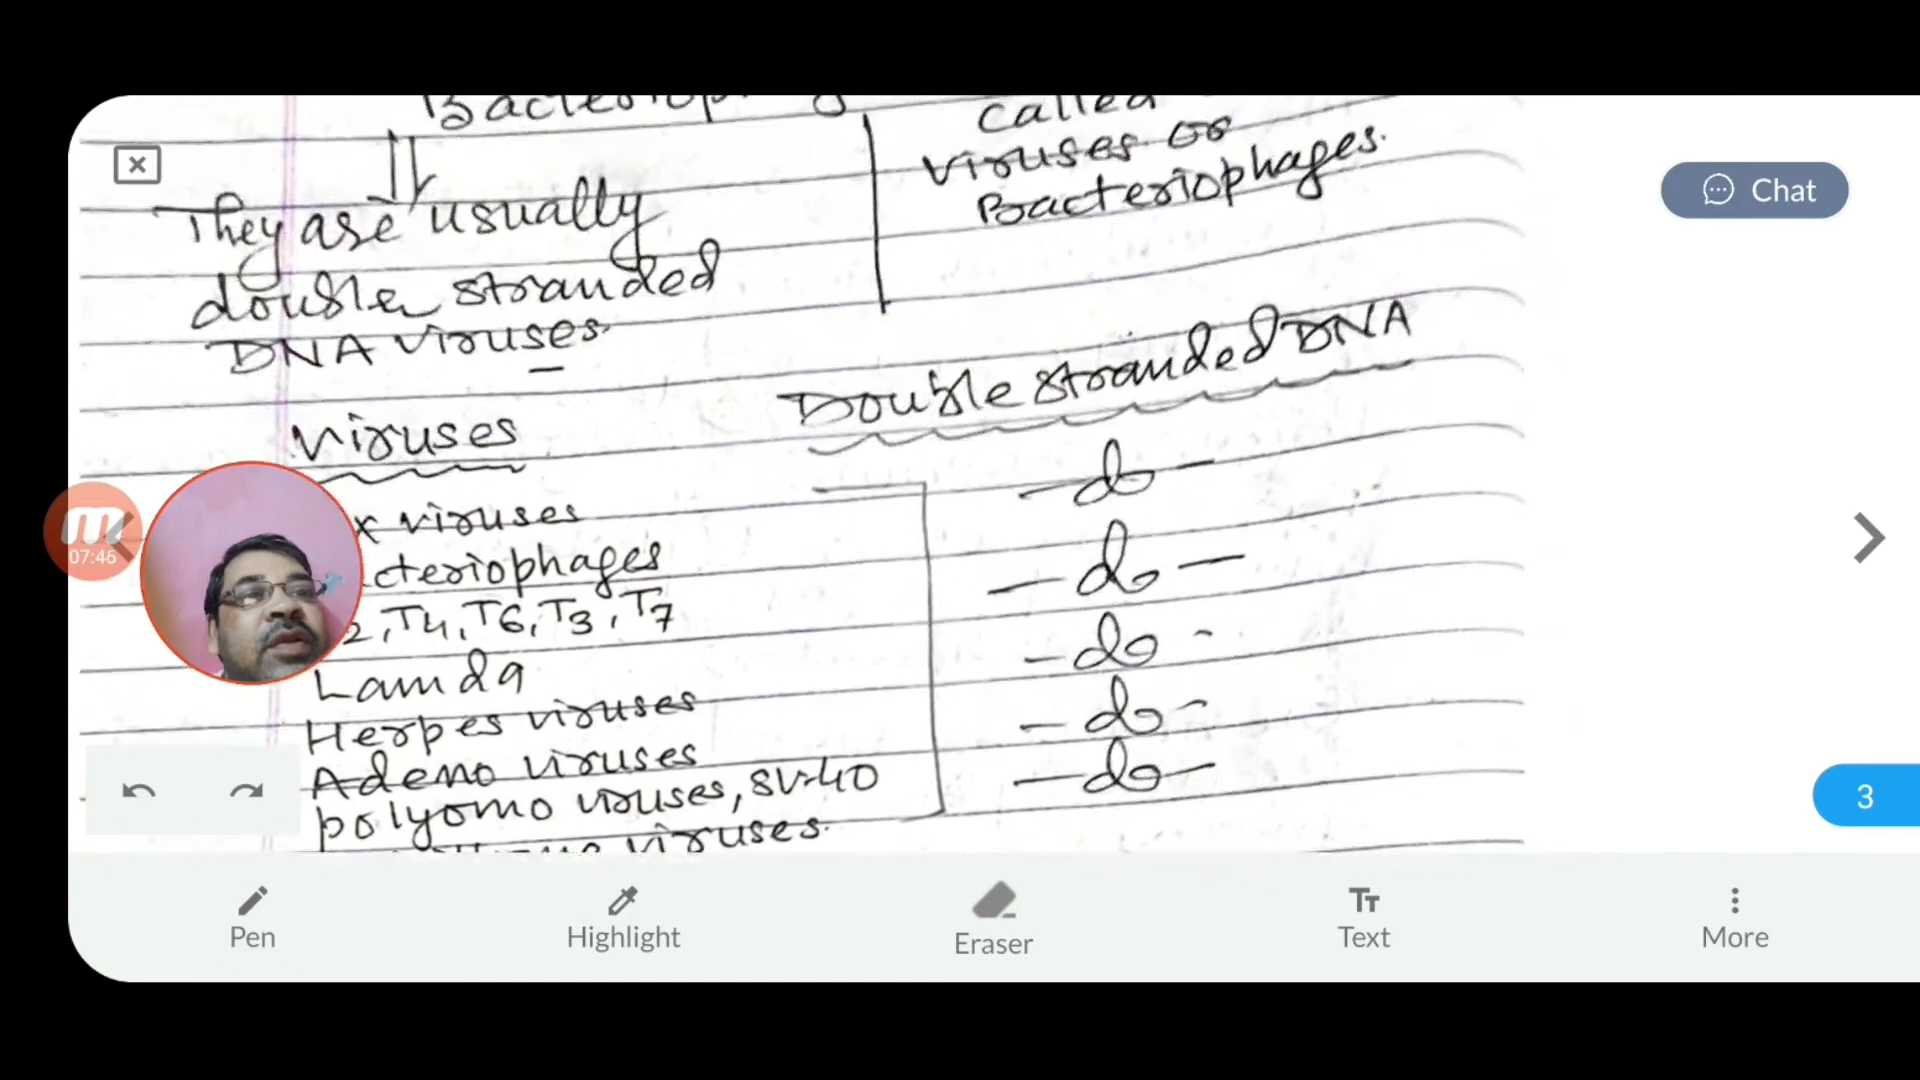 called
They are usually
viruses or
Bacteriophages.
double stranded
DNA viruses.
Viruses
Double stranded DNA
x viruses
cteriophages
2, T4, T6, T3, T7
Lamda
Herpes viruses
Adeno viruses
polyomo viruses, SV-40
viruses.
-do-
-do-
-do-
-do-
-do-
Chat
07:46
3
Pen
Highlight
Eraser
Text
More